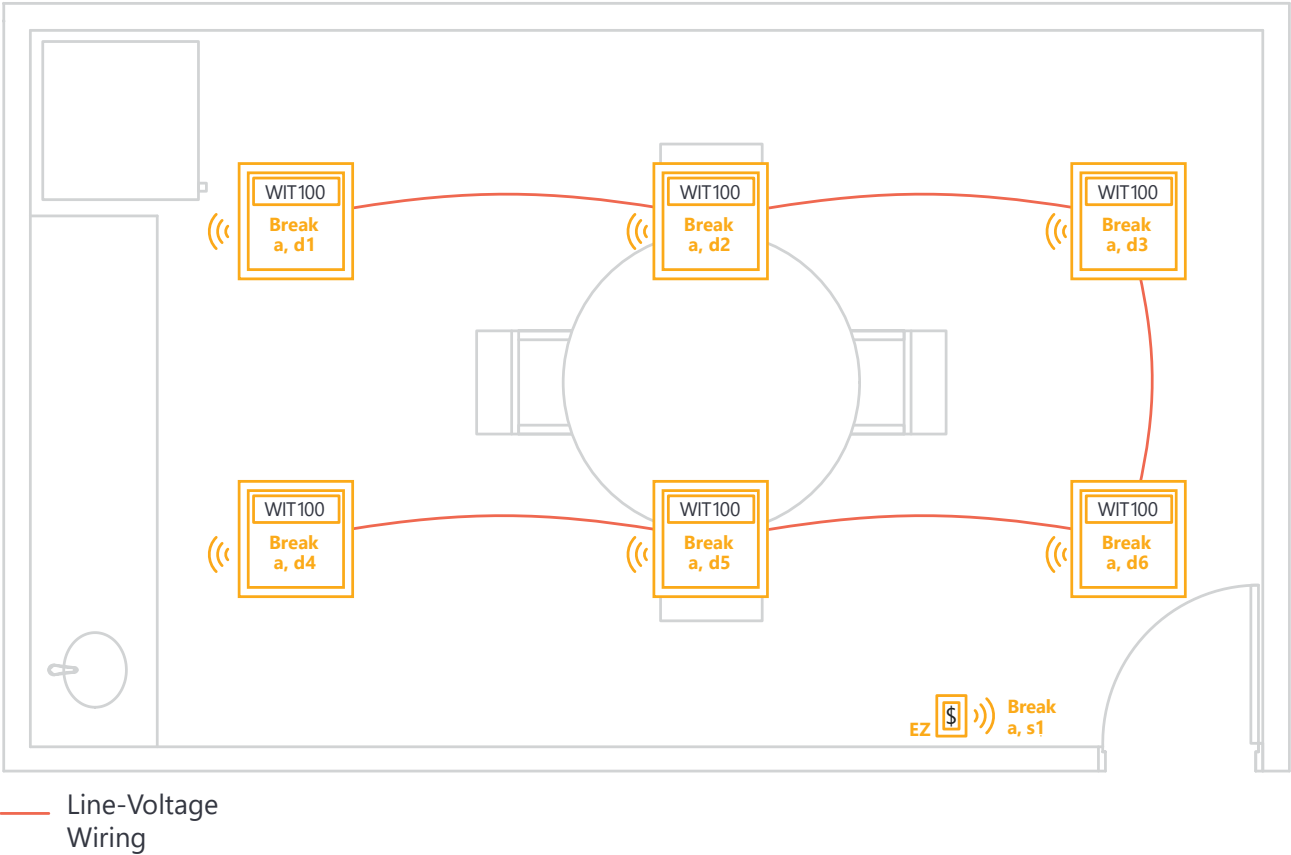 WIT100
Break
a, d1
WIT100
Break
a, d2
WIT100
Break
a, d3
WIT100
Break
a, d4
WIT100
Break
a, d5
WIT100
Break
a, d6
EZ
$
Break
a, s1
Line-Voltage
Wiring